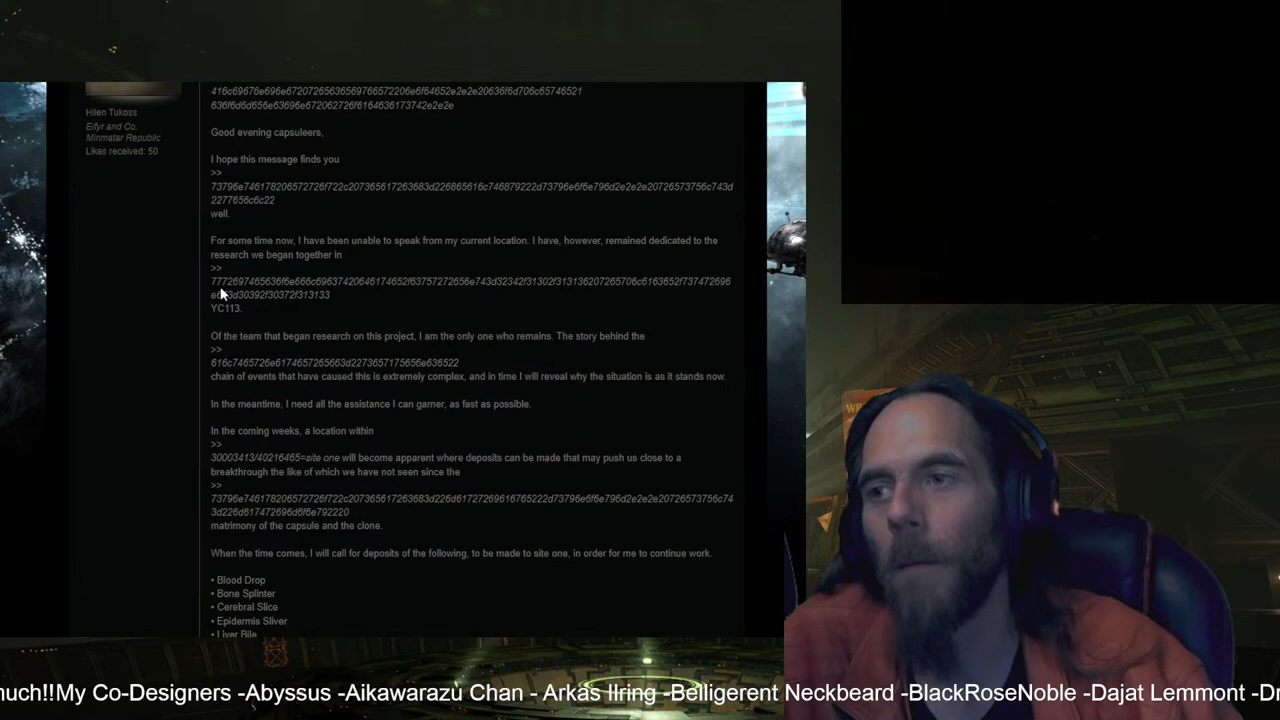 416c69676e696e672072656365697665722066e6f64652e2e2e20636f6d706c65746521
636f6d6d656e63696e672062726f6164636173742e2e2e
Hilen Tukoss
Eifyr and Co.
Minmatar Republic
Likes received: 50
Good evening capsuleers,
I hope this message finds you
>>
73796e746178206572726f722c207365617263683d226865616c746879222d73796e6f6e796d2e2e2e20726573756c743d
2277656c6c22
well.
For some time now, I have been unable to speak from my current location. I have, however, remained dedicated to the
research we began together in
>>
YC113.
Of the team that began research on this project, I am the only one who remains. The story behind the
>>
616c7465726e6174657265663d2273657175656e636522
chain of events that have caused this is extremely complex, and in time I will reveal why the situation is as it stands now.
In the meantime, I need all the assistance I can garner, as fast as possible.
In the coming weeks, a location within
>>
30003413/40216465=site one will become apparent where deposits can be made that may push us close to a
breakthrough the like of which we have not seen since the
>>
73796e746178206572726f722c207365617263683d226d61727269616765222d73796e6f6e796d2e2e2e20726573756c74
3d226d617472696d6f6e792220
matrimony of the capsule and the clone.
When the time comes, I will call for deposits of the following, to be made to site one, in order for me to continue work.
• Blood Drop
• Bone Splinter
• Cerebral Slice
• Epidermis Sliver
• Liver Bile
much!!My Co-Designers -Abyssus -Aikawarazu Chan - Arkas Ilring -Belligerent Neckbeard -BlackRoseNoble -Dajat Lemmont -Dr